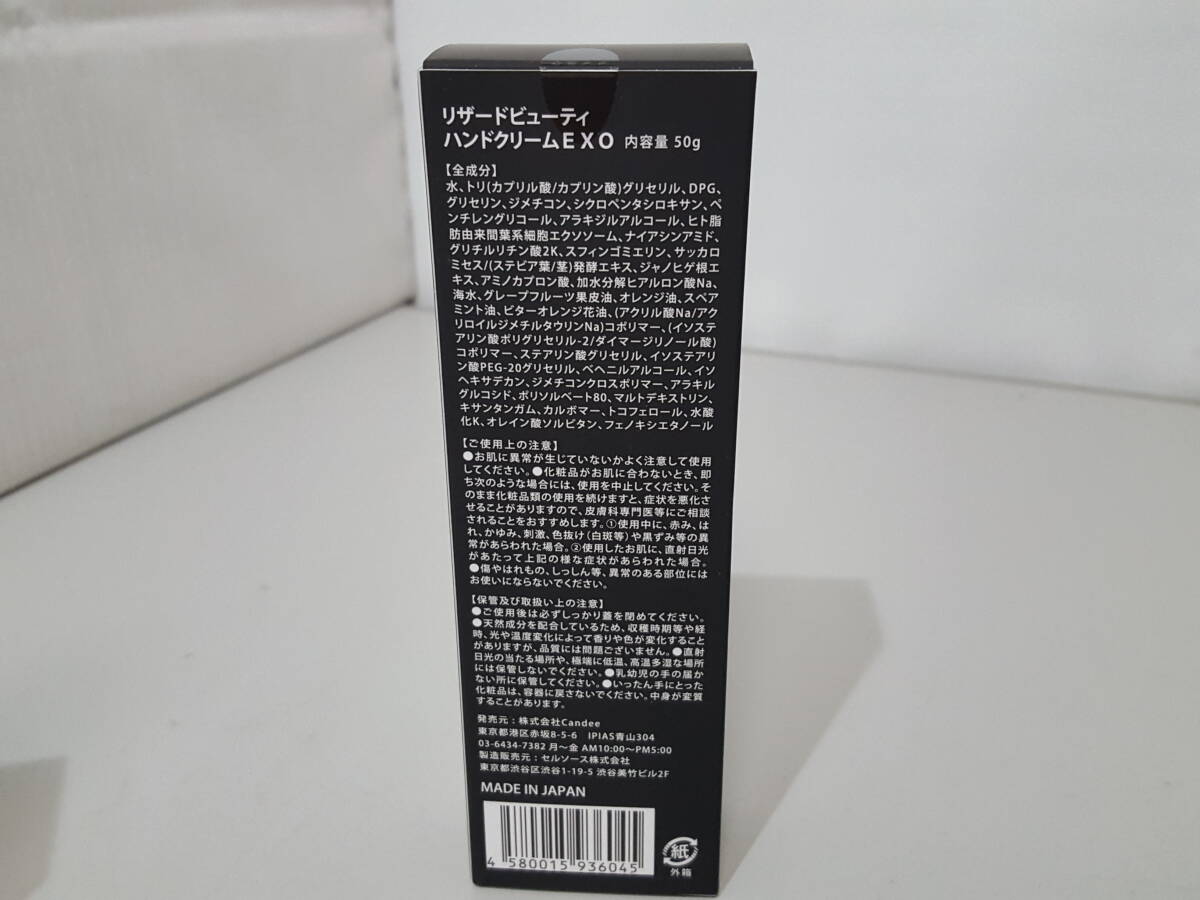 リザードビューティ
ハンドクリームEXO 内容量 50g
【全成分】
水、トリ(カプリル酸/カプリン酸)グリセリル、DPG、
グリセリン、ジメチコン、シクロペンタシロキサン、ペ
ンチレングリコール、アラキジルアルコール、ヒト脂
肪由来間葉系細胞エクソソーム、ナイアシンアミド、
グリチルリチン酸2K、スフィンゴミエリン、サッカロ
ミセス/(ステビア葉/茎)発酵エキス、ジャノヒゲ根エ
キス、アミノカプロン酸、加水分解ヒアルロン酸Na、
海水、グレープフルーツ果皮油、オレンジ油、スペア
ミント油、ビターオレンジ花油、(アクリル酸Na/アク
リロイルジメチルタウリンNa)コポリマー、(イソステ
アリン酸ポリグリセリル-2/ダイマージリノール酸)
コポリマー、ステアリン酸グリセリル、イソステアリ
ン酸PEG-20グリセリル、ベヘニルアルコール、イソ
ヘキサデカン、ジメチコンクロスポリマー、アラキル
グルコシド、ポリソルベート80、マルトデキストリン、
キサンタンガム、カルボマー、トコフェロール、水酸
化K、オレイン酸ソルビタン、フェノキシエタノール
【ご使用上の注意】
●お肌に異常が生じていないかよく注意して使用
してください。●化粧品がお肌に合わないとき、即
ち次のような場合には、使用を中止してください。そ
のまま化粧品類の使用を続けますと、症状を悪化さ
せることがありますので、皮膚科専門医等にご相談
されることをおすすめします。①使用中に、赤み、は
れ、かゆみ、刺激、色抜け(白斑等)や黒ずみ等の異
常があらわれた場合。②使用したお肌に、直射日光
があたって上記の様な症状があらわれた場合。
●傷やはれもの、しっしん等、異常のある部位には
お使いにならないでください。
【保管及び取扱い上の注意】
●ご使用後は必ずしっかり蓋を閉めてください。
●天然成分を配合しているため、収穫時期等や経
時、光や温度変化によって香りや色が変化すること
がありますが、品質には問題ございません。●直射
日光の当たる場所や、極端に低温、高温多湿な場所
には保管しないでください。●乳幼児の手の届か
ない所に保管してください。●いったん手にとった
化粧品は、容器に戻さないでください。中身が変質
することがあります。
発売元：株式会社Candee
東京都港区赤坂8-5-6 IPIAS青山304
03-6434-7382 月〜金 AM10:00〜PM5:00
製造販売元：セルソース株式会社
東京都渋谷区渋谷1-19-5 渋谷美竹ビル2F
MADE IN JAPAN
4 580015 936045
紙
外箱